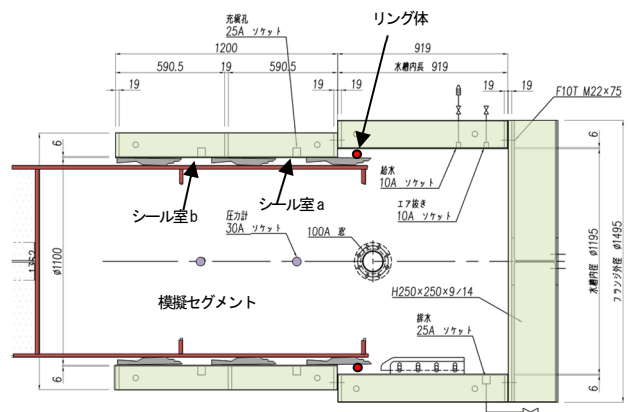 リング体
充填孔
25A ソケット
1200
919
590.5
19
590.5
19
水槽内長 919
19
19
19
F10T M22×75
6
6
給水
10A ソケット
エア抜き
10A ソケット
シール室b
シール室a
圧力計
30A ソケット
100A 窓
φ1100
模擬セグメント
H250×250×9/14
水槽内径 φ1195
フランジ外径 φ1495
排水
25A ソケット
6
6